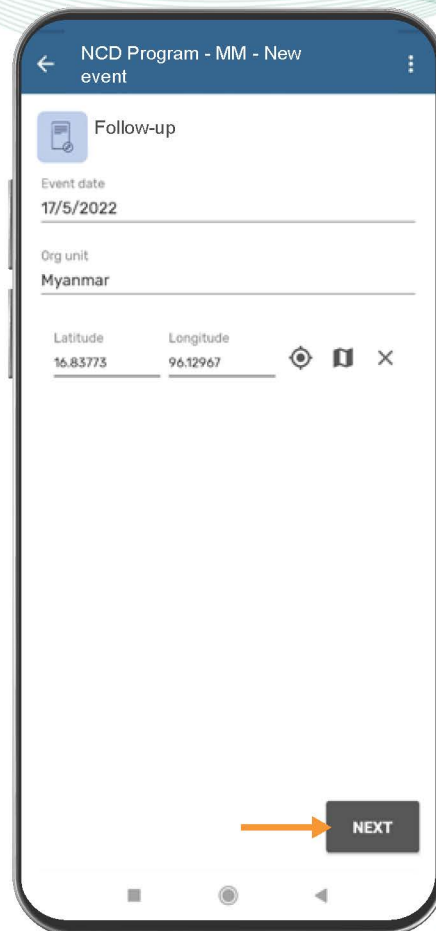 NCD Program - MM - New
event
Follow-up
Event date
17/5/2022
Org unit
Myanmar
Latitude Longitude
16.83773 96.12967
NEXT